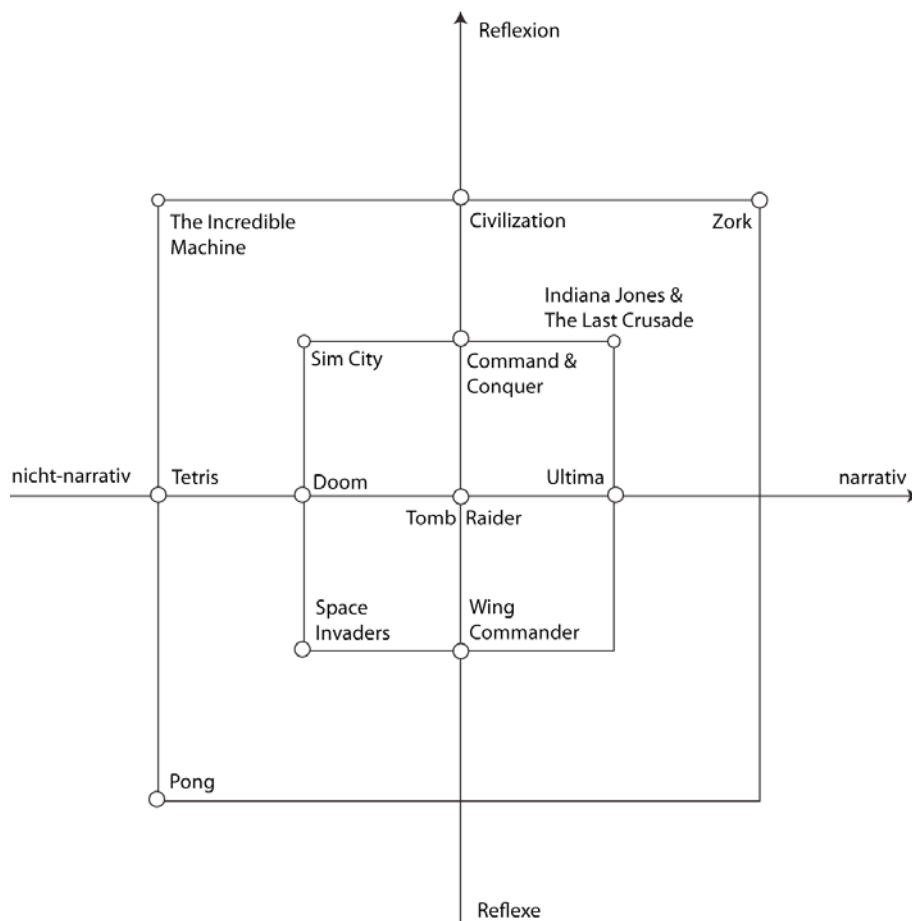 Reflexion
The Incredible
Machine
Civilization
Zork
Indiana Jones &
The Last Crusade
Sim City
Command &
Conquer
nicht-narrativ
Tetris
Doom
Ultima
narrativ
Tomb Raider
Space
Invaders
Wing
Commander
Pong
Reflexe